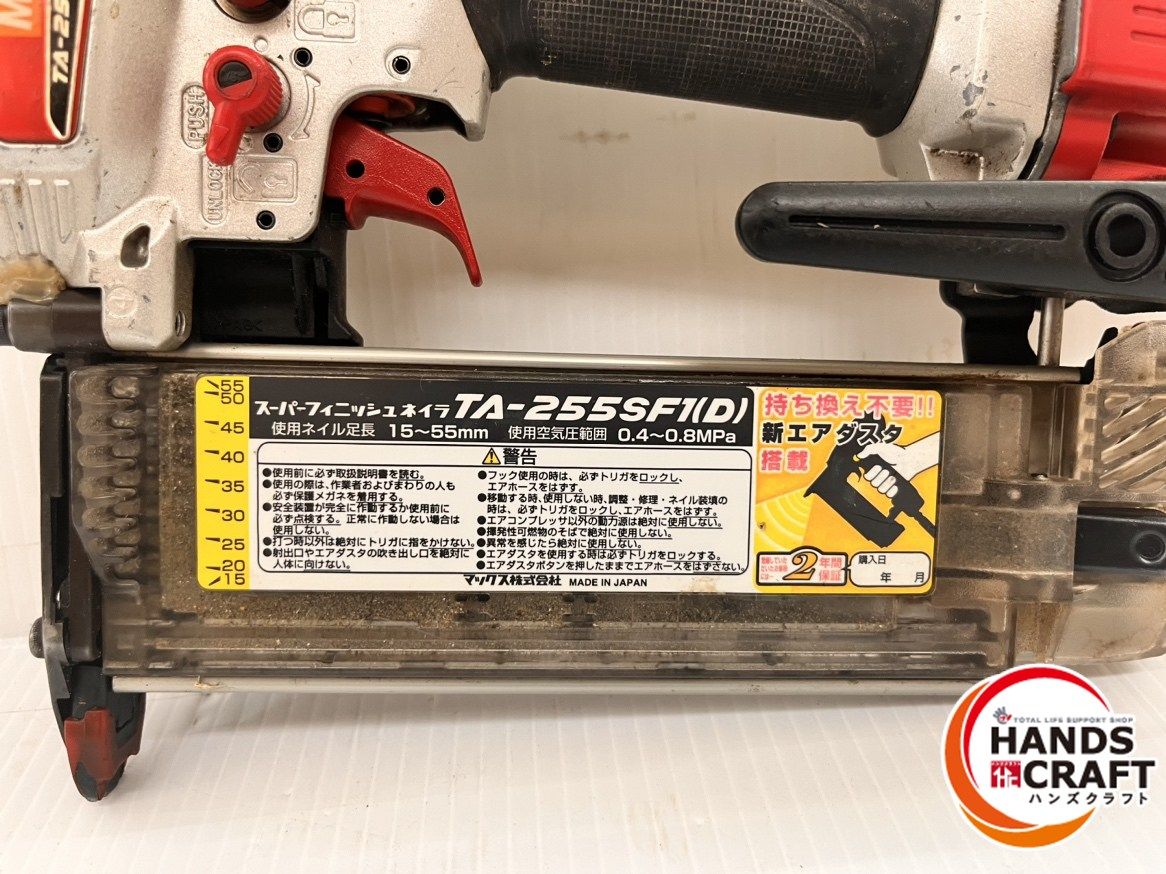 M
TA-25
PUSH
UNLOCK
55
50
45
40
35
30
25
20
15
スーパーフィニッシュネイラ TA-255SF1(D)
使用ネイル足長 15〜55mm 使用空気圧範囲 0.4〜0.8MPa
警告
●使用前に必ず取扱説明書を読む。
●使用の際は、作業者およびまわりの人も
必ず保護メガネを着用する。
●安全装置が完全に作動するか使用前に
必ず点検する。正常に作動しない場合は
使用しない。
●打つ時以外は絶対にトリガに指をかけない。
●射出口やエアダスタの吹き出し口を絶対に
人体に向けない。
●フック使用の時は、必ずトリガをロックし、
エアホースをはずす。
●移動する時、使用しない時、調整・修理・ネイル装填の
時は、必ずトリガをロックし、エアホースをはずす。
●エアコンプレッサ以外の動力源は絶対に使用しない。
●揮発性可燃物のそばで絶対に使用しない。
●異常を感じたら絶対に使用しない。
●エアダスタを使用する時は必ずトリガをロックする。
●エアダスタボタンを押したままでエアホースをはずさない。
マックス株式会社 MADE IN JAPAN
持ち換え不要!!
新エアダスタ
搭載
2年間
保証
購入日
年 月
TOTAL LIFE SUPPORT SHOP
HANDS
CRAFT
ハンズクラフト